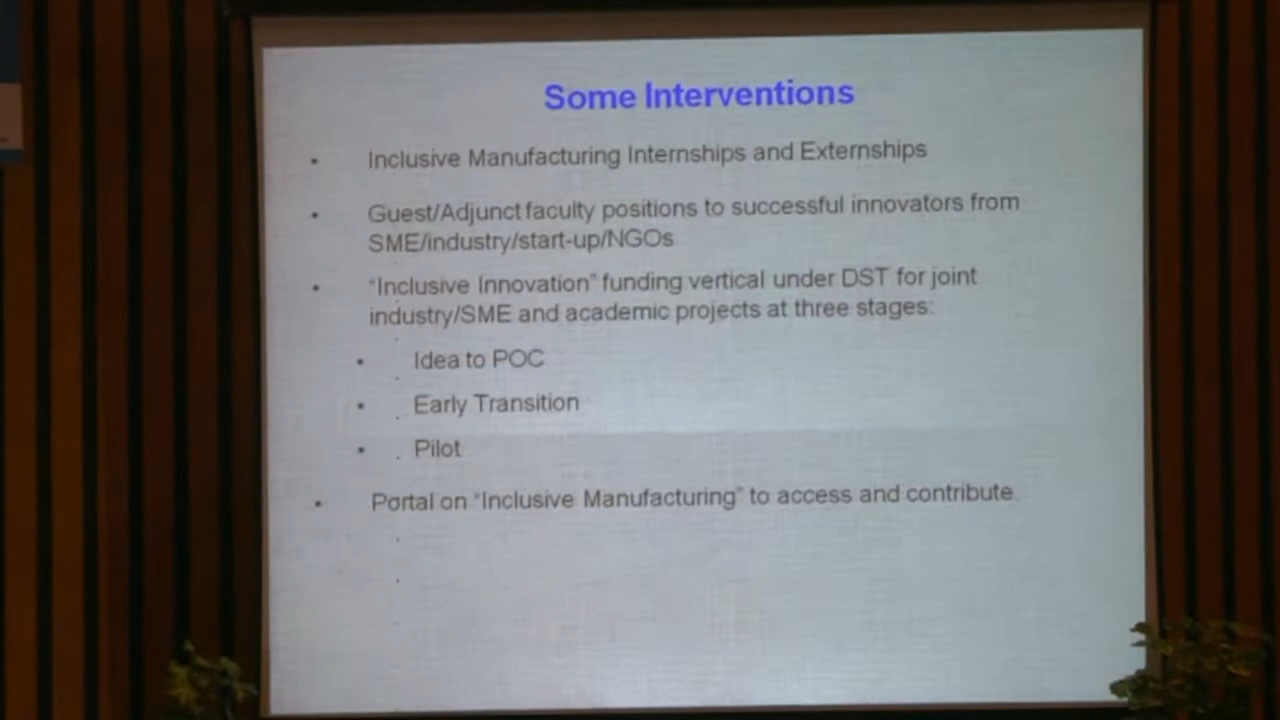 Some Interventions
• Inclusive Manufacturing Internships and Externships
• Guest/Adjunct faculty positions to successful innovators from
SME/industry/start-up/NGOs
• "Inclusive Innovation" funding vertical under DST for joint
industry/SME and academic projects at three stages:
• Idea to POC
• Early Transition
• Pilot
• Portal on "Inclusive Manufacturing" to access and contribute